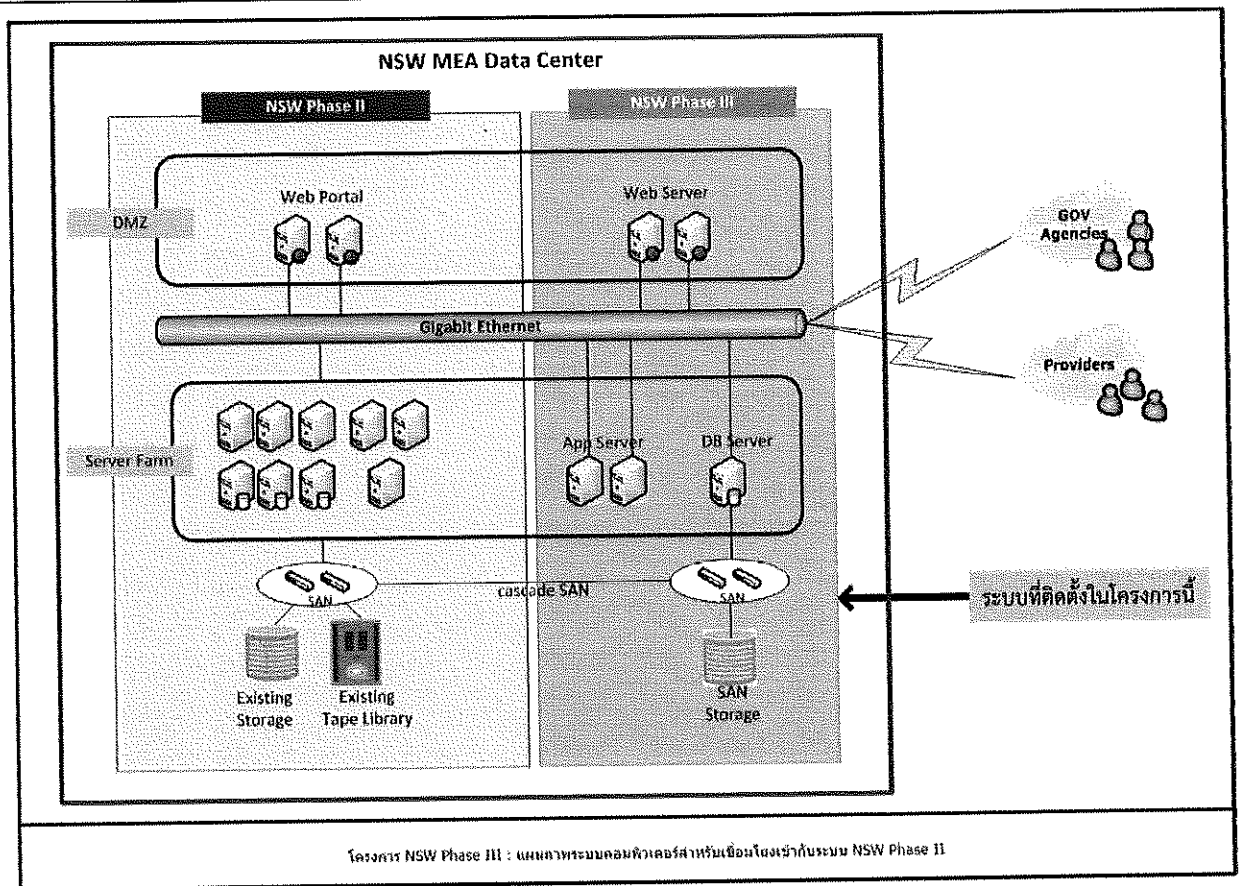 NSW MEA Data Center
NSW Phase II
NSW Phase III
Web Portal
Web Server
DMZ
GOV
Agencies
Gigabit Ethernet
Providers
App Server
DB Server
Server Farm
SAN
cascade SAN
SAN
ระบบที่ติดตั้งในโครงการนี้
Existing
Storage
Existing
Tape Library
SAN
Storage
โครงการ NSW Phase III : แผนภาพระบบคอมพิวเตอร์สำหรับเชื่อมโยงเข้ากับระบบ NSW Phase II